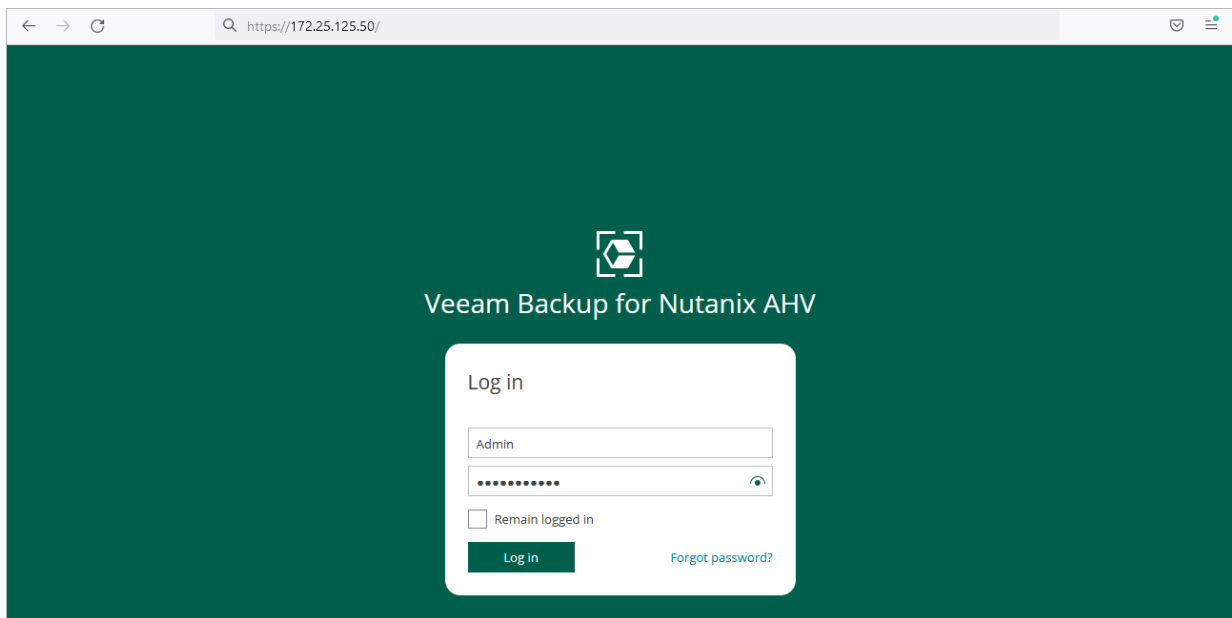 https://172.25.125.50/
Veeam Backup for Nutanix AHV
Log in
Admin
•••••••••••
Remain logged in
Log in Forgot password?